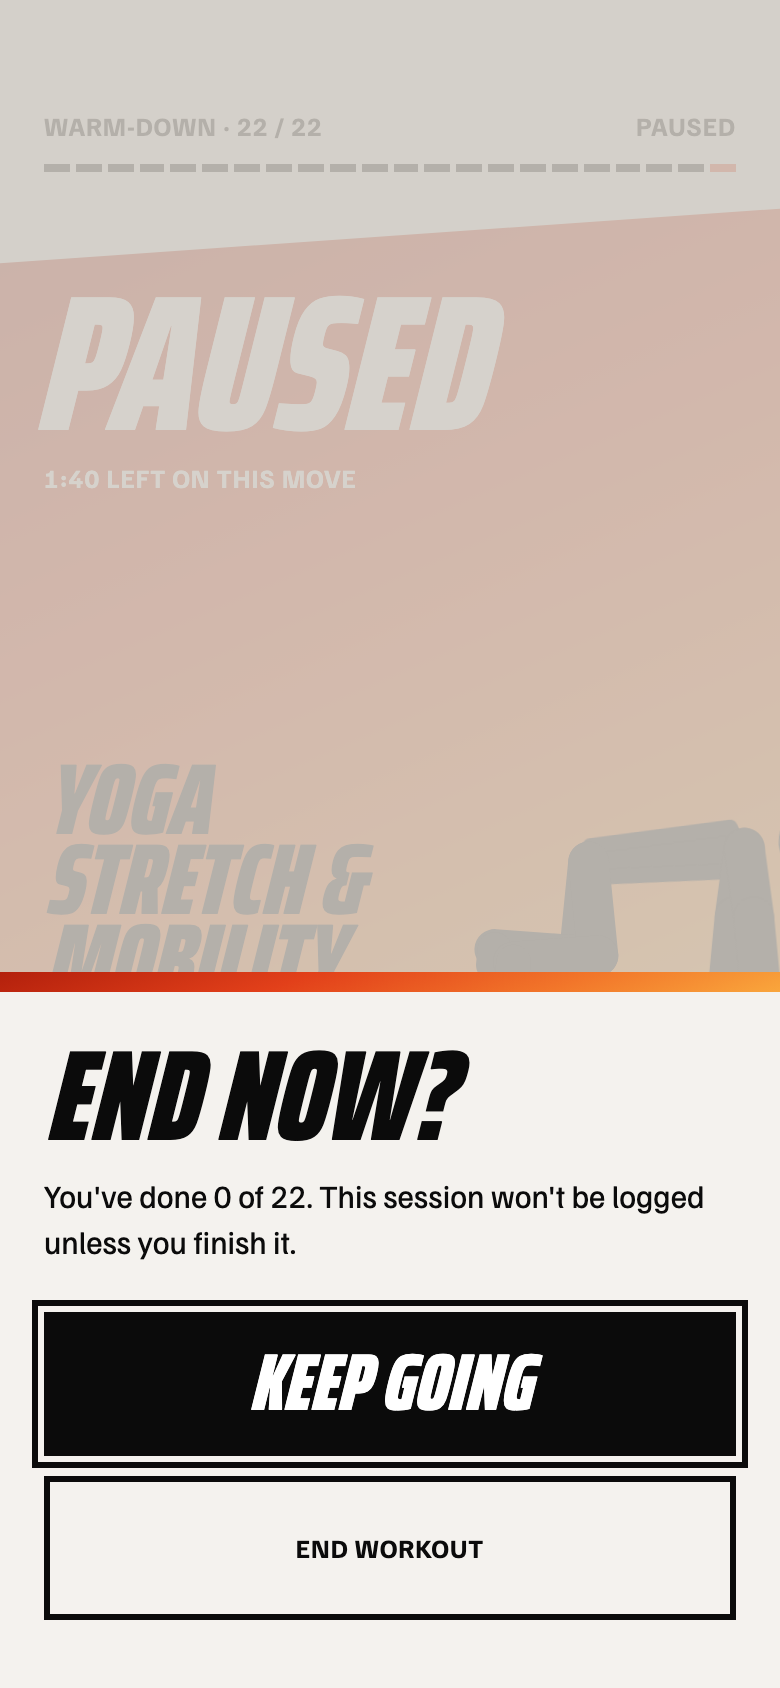 WARM-DOWN · 22 / 22
PAUSED
PAUSED
1:40 LEFT ON THIS MOVE
YOGA
STRETCH &
MOBILITY
END NOW?
You've done 0 of 22. This session won't be logged
unless you finish it.
KEEP GOING
END WORKOUT